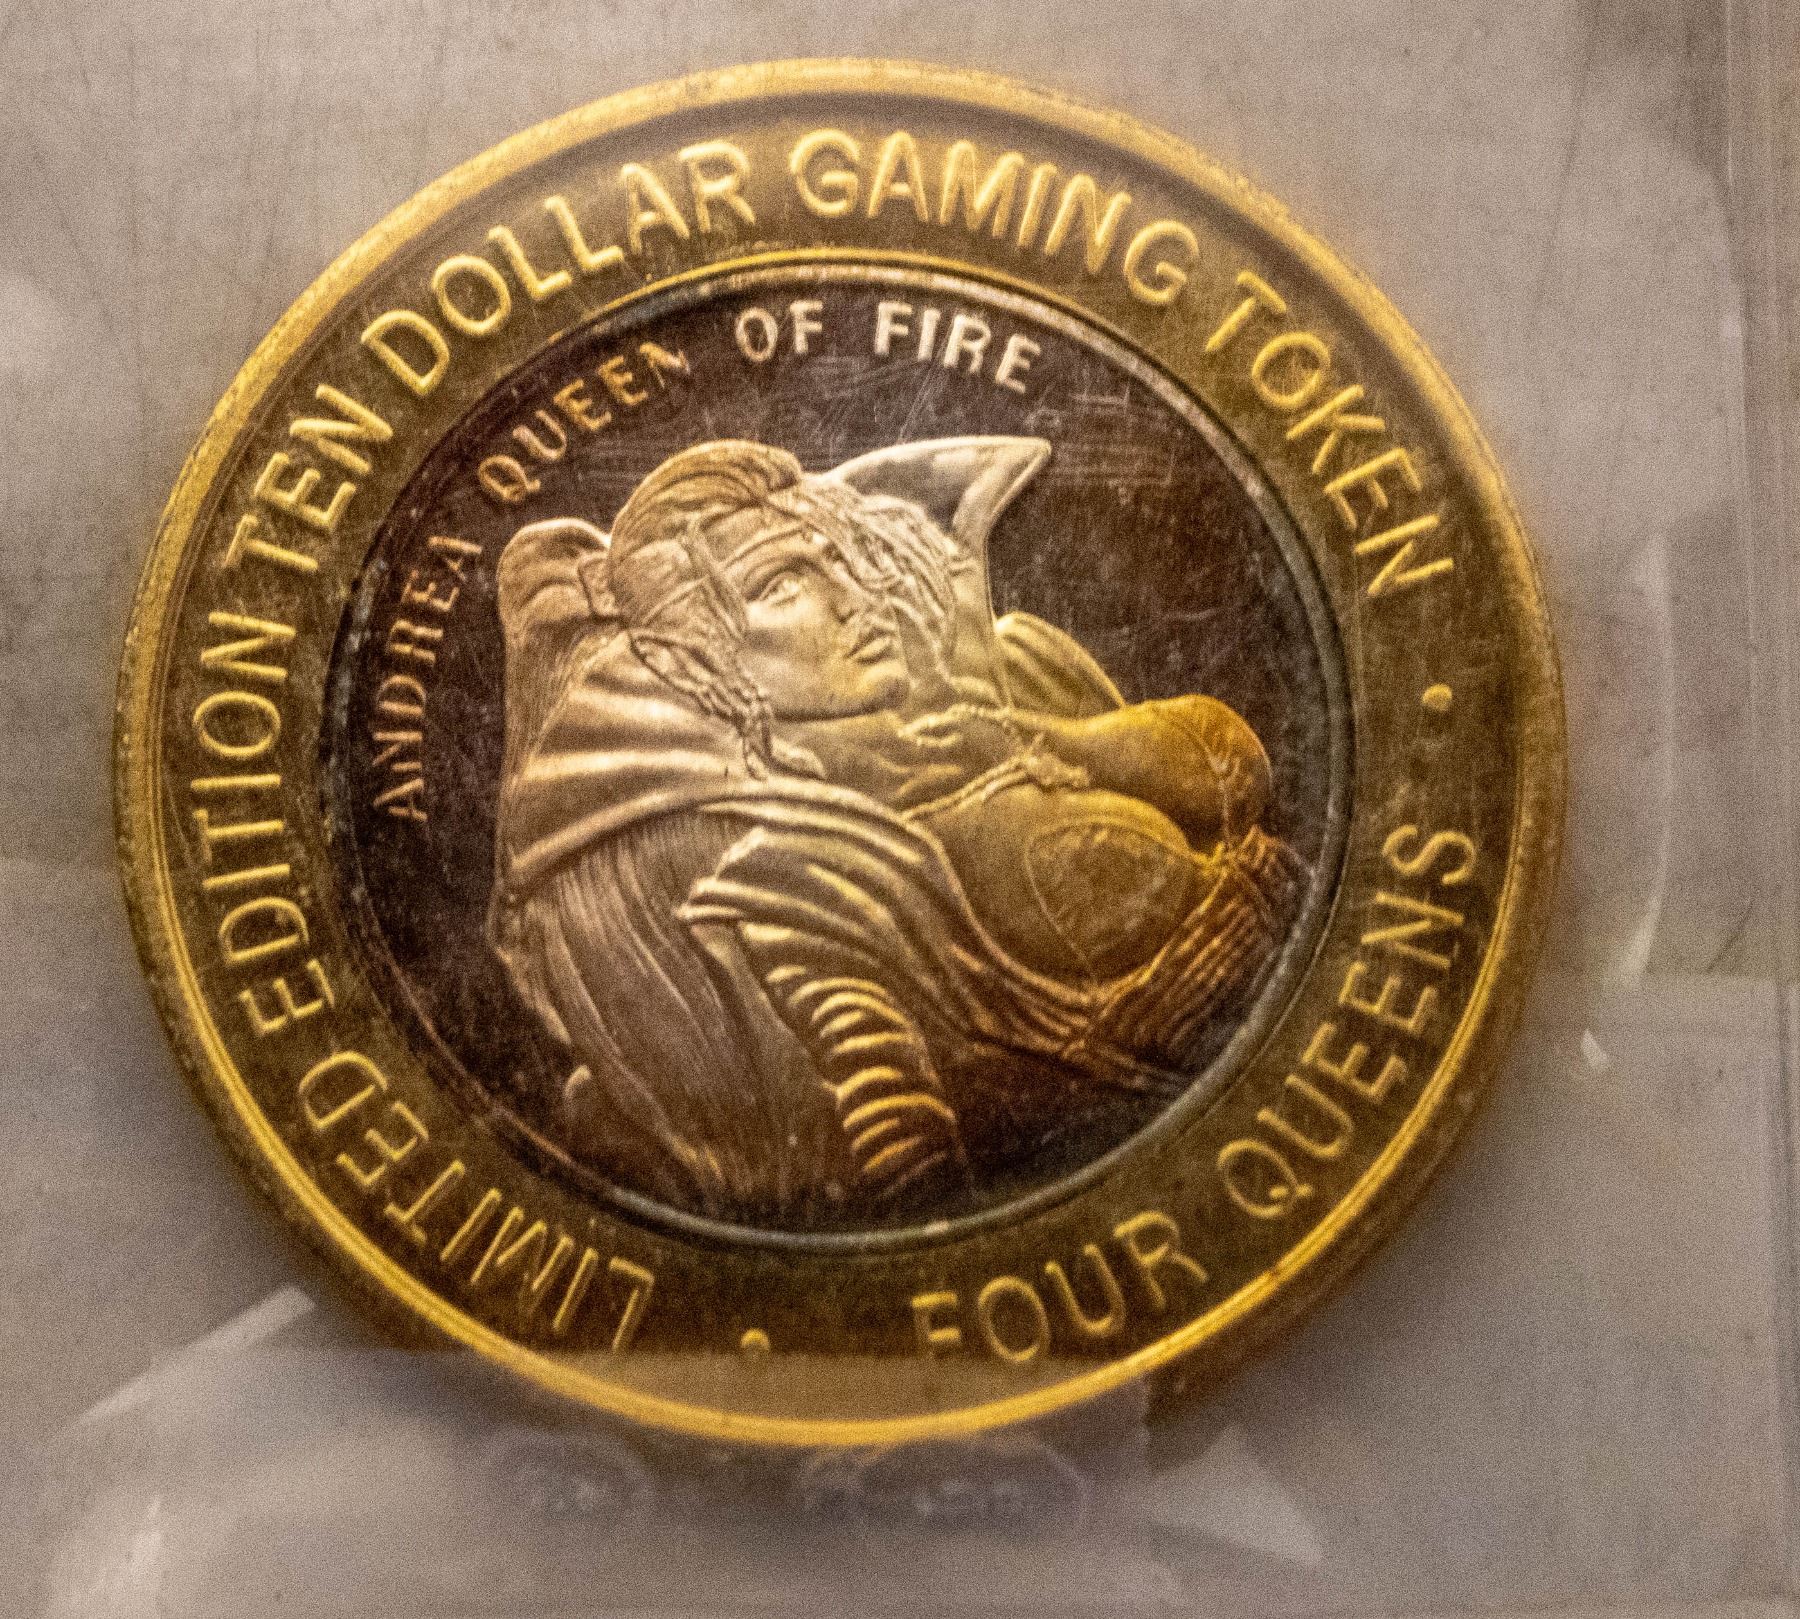 LIMITED EDITION TEN DOLLAR GAMING TOKEN
• FOUR QUEENS •
ANDREA QUEEN OF FIRE